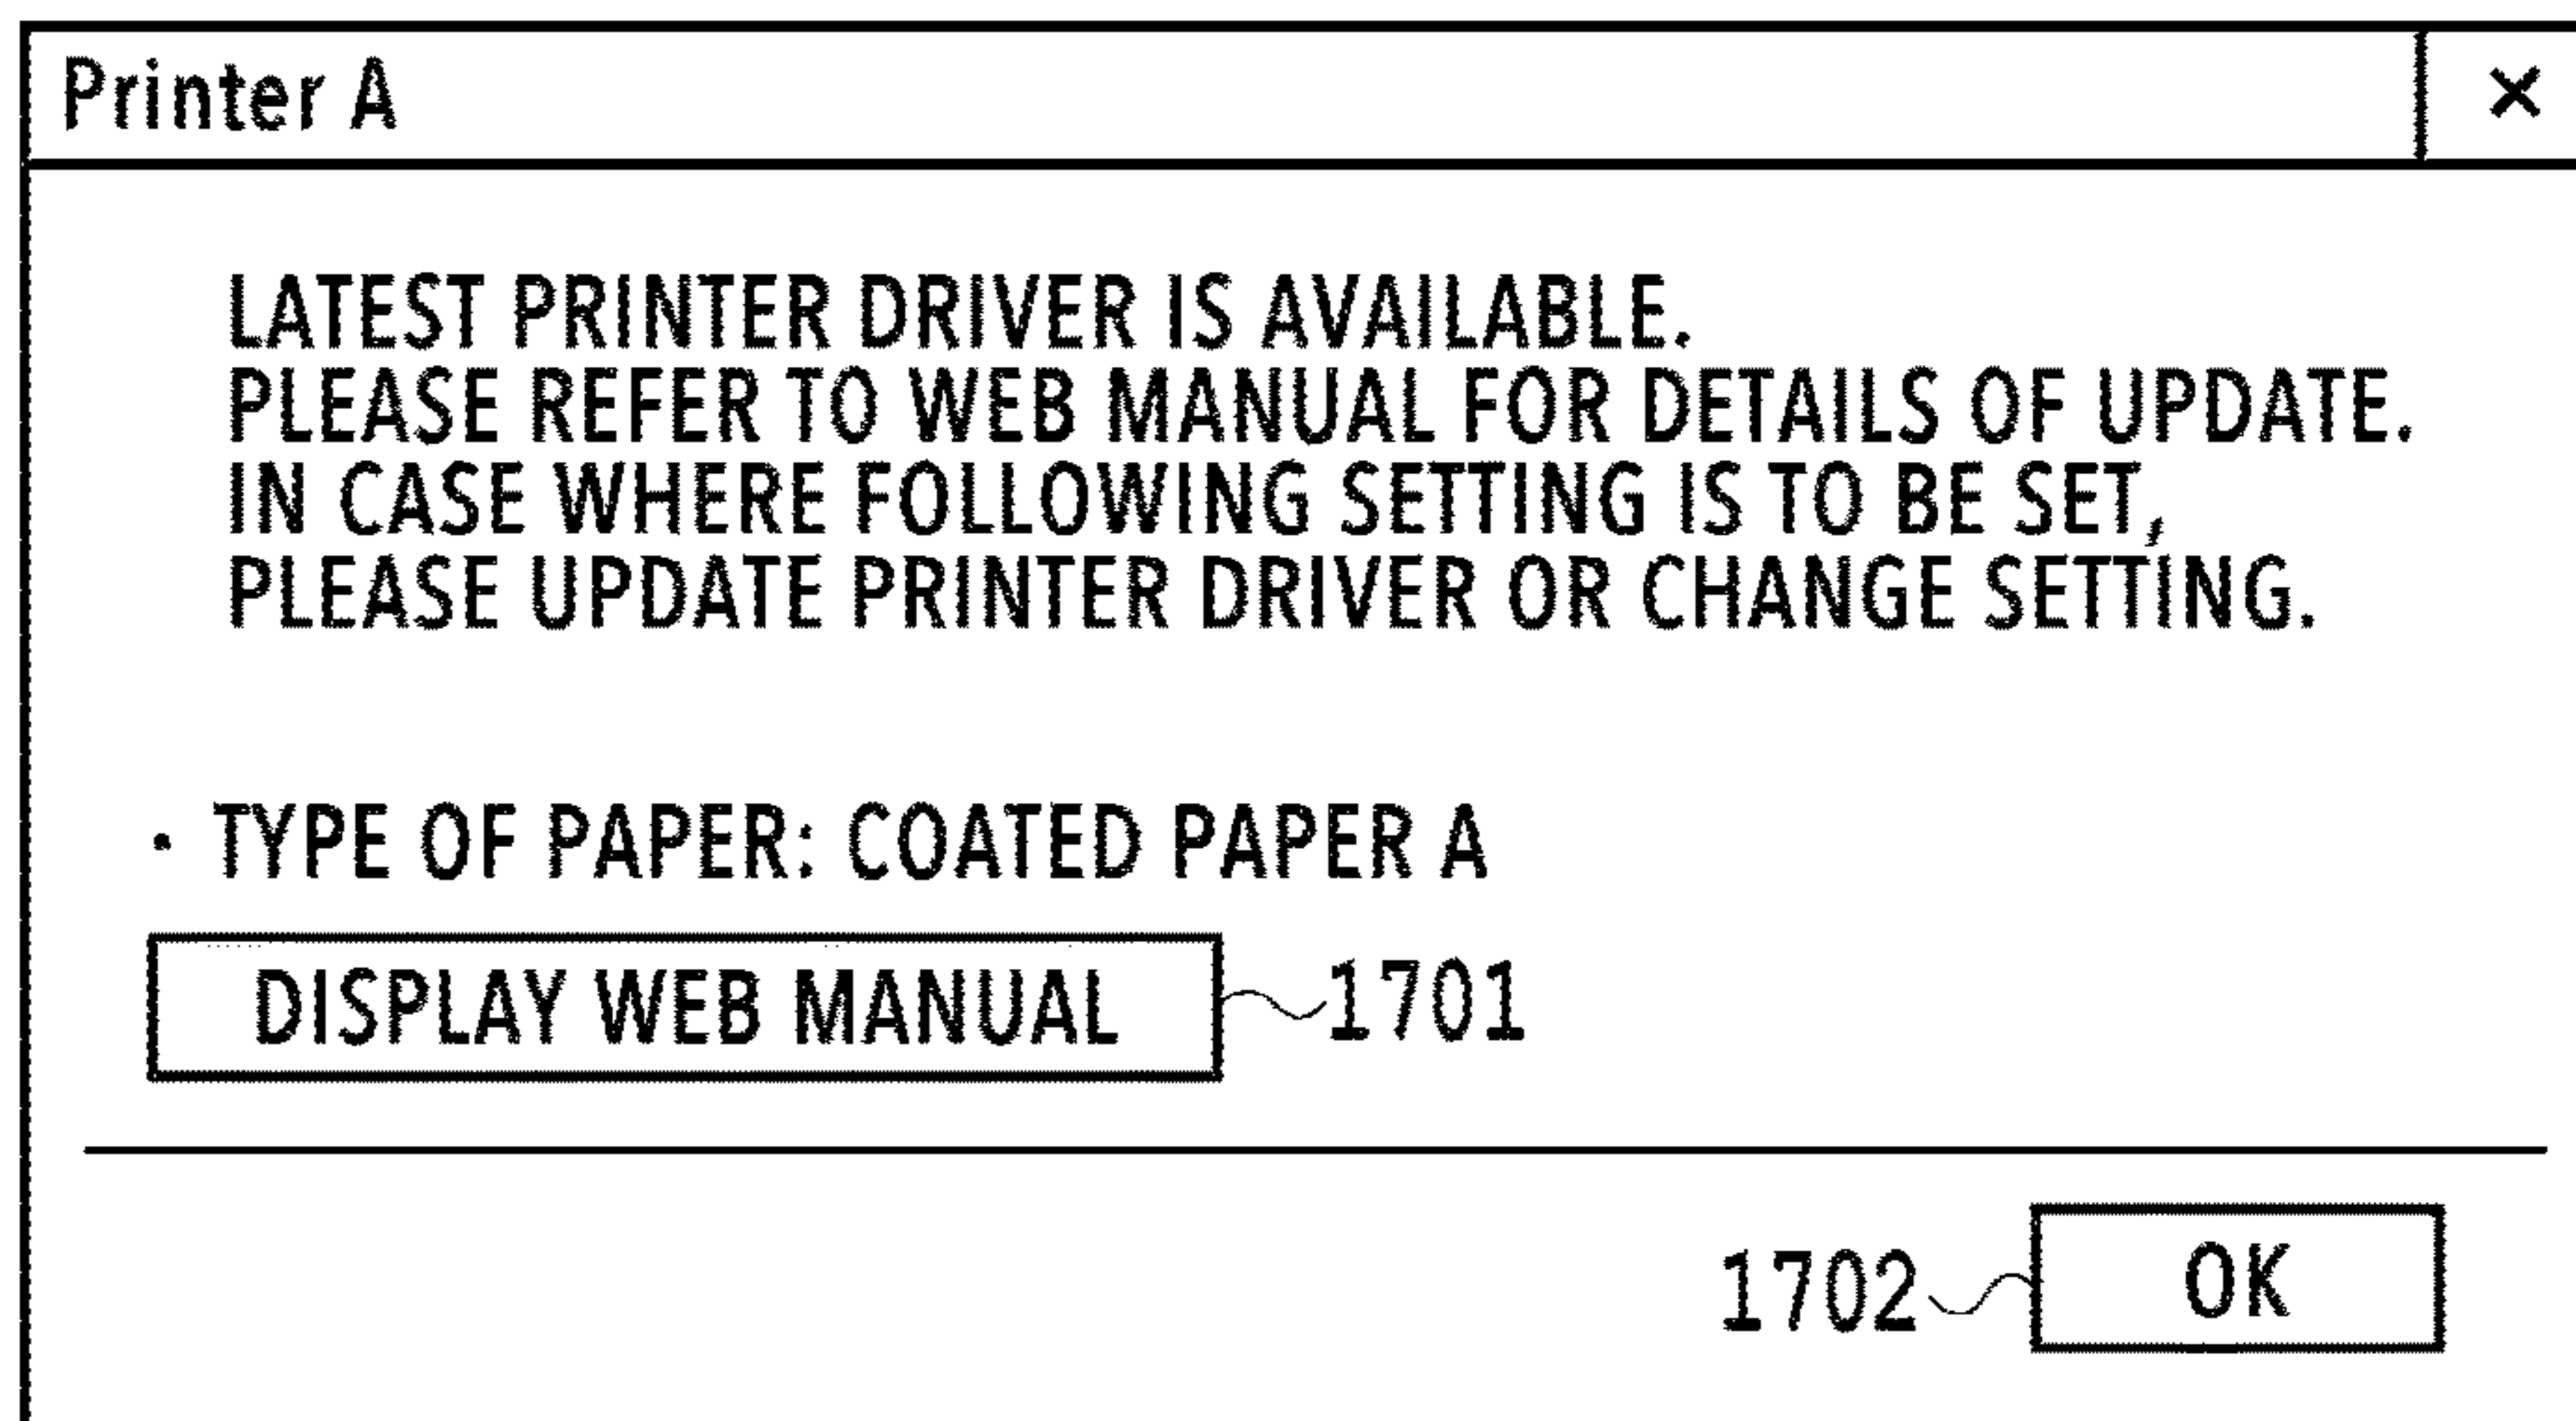 Printer A ×
LATEST PRINTER DRIVER IS AVAILABLE.
PLEASE REFER TO WEB MANUAL FOR DETAILS OF UPDATE.
IN CASE WHERE FOLLOWING SETTING IS TO BE SET,
PLEASE UPDATE PRINTER DRIVER OR CHANGE SETTING.
· TYPE OF PAPER: COATED PAPER A
DISPLAY WEB MANUAL 1701
1702 OK